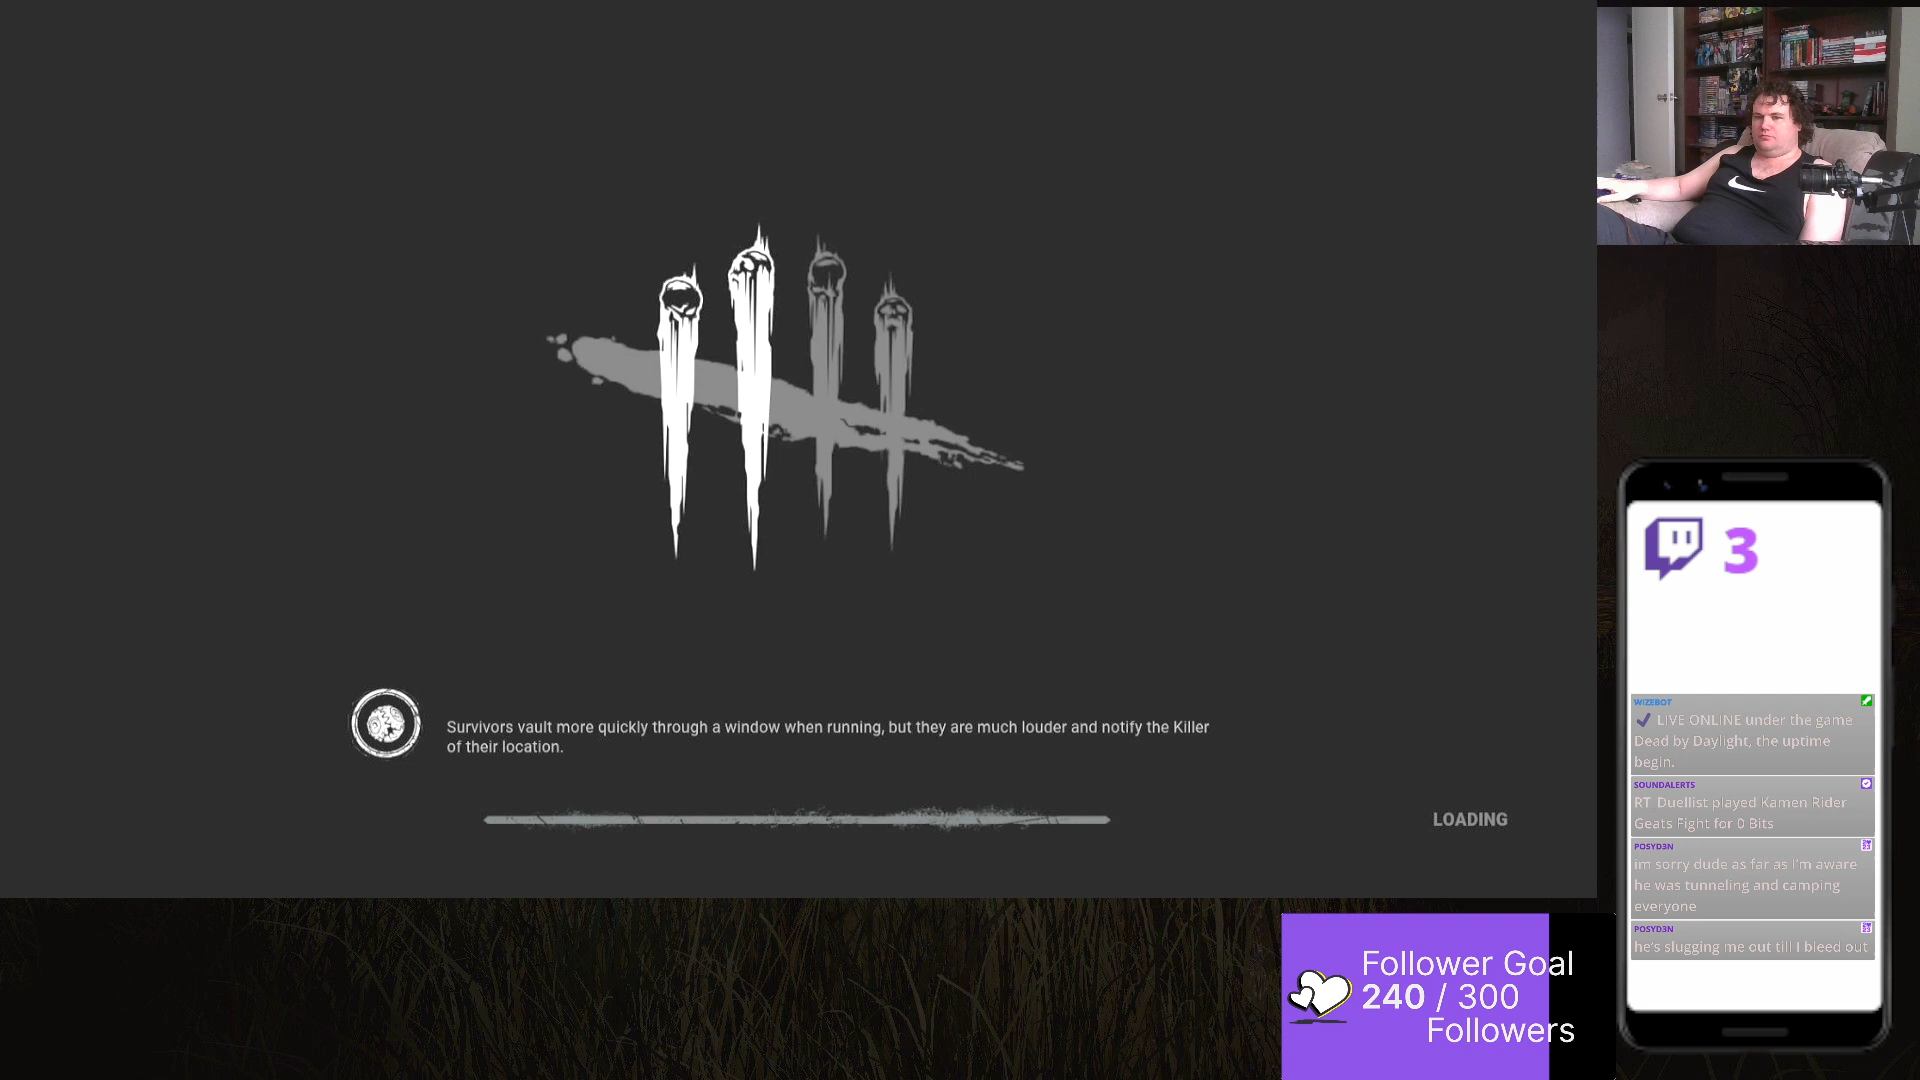 Survivors vault more quickly through a window when running, but they are much louder and notify the Killer
of their location.
LOADING
3
WIZEBOT
LIVE ONLINE under the game
Dead by Daylight, the uptime
begin.
SOUNDALERTS
RT_Duellist played Kamen Rider
Geats Fight for 0 Bits
POSYD3N
im sorry dude as far as I'm aware
he was tunneling and camping
everyone
POSYD3N
he's slugging me out till I bleed out
Follower Goal
240 / 300
Followers